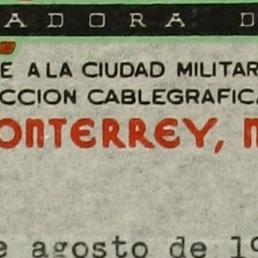 ADORA D
E A LA CIUDAD MILITAR
CCION CABLEGRAFICA
ONTERREY, N
e agosto de 19